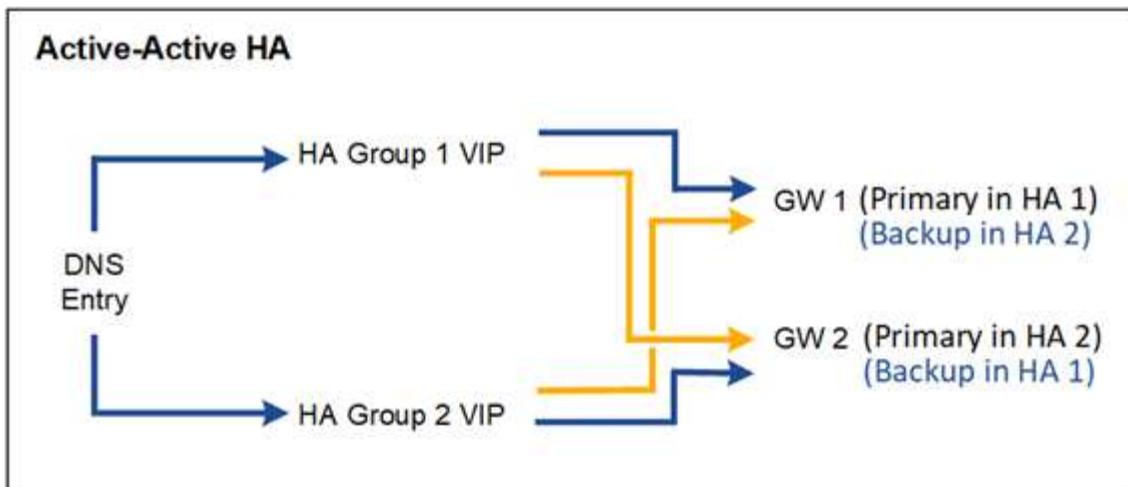 Active-Active HA
HA Group 1 VIP
GW 1 (Primary in HA 1)
(Backup in HA 2)
DNS
Entry
GW 2 (Primary in HA 2)
(Backup in HA 1)
HA Group 2 VIP